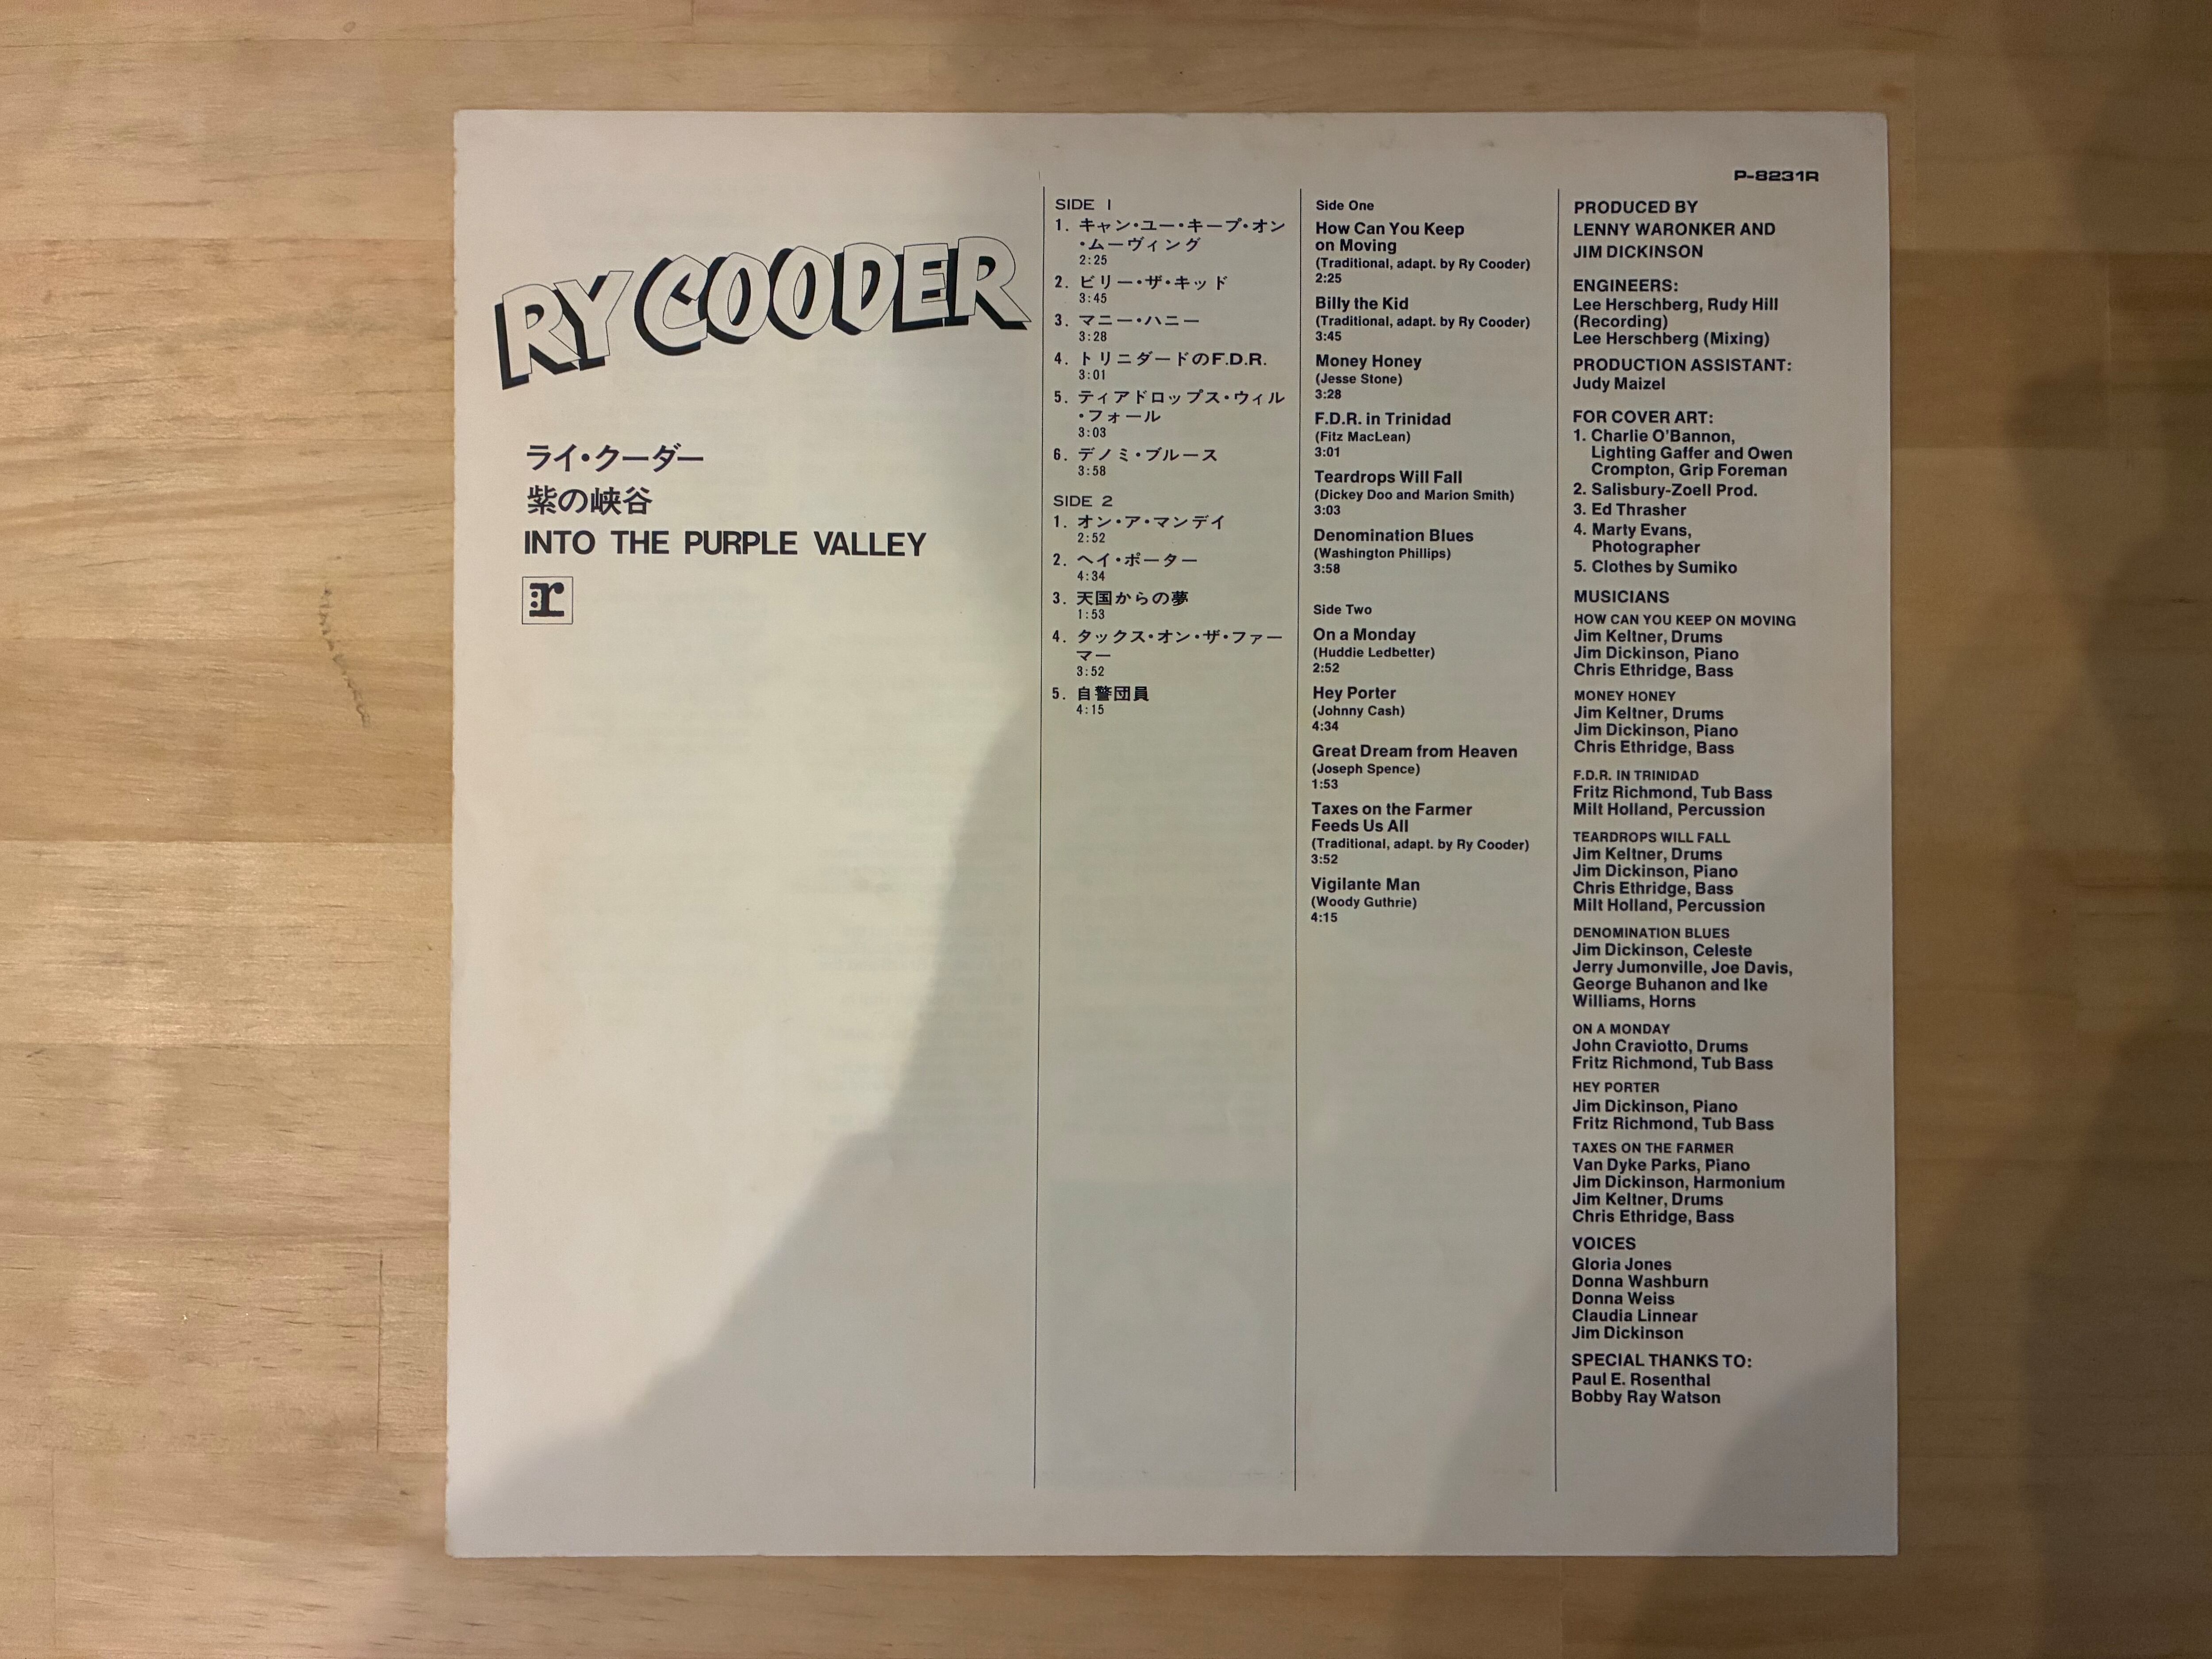 P-8231R
RY COODER
ライ・クーダー
紫の峡谷
INTO THE PURPLE VALLEY
r
SIDE 1
1. キャン・ユー・キープ・オン
・ムーヴィング
2:25
2. ビリー・ザ・キッド
3:45
3. マニー・ハニー
3:28
4. トリニダードのF.D.R.
3:01
5. ティアドロップス・ウィル
・フォール
3:03
6. デノミ・ブルース
3:58
SIDE 2
1. オン・ア・マンデイ
2:52
2. ヘイ・ポーター
4:34
3. 天国からの夢
1:53
4. タックス・オン・ザ・ファー
マー
3:52
5. 自警団員
4:15
Side One
How Can You Keep
on Moving
(Traditional, adapt. by Ry Cooder)
2:25
Billy the Kid
(Traditional, adapt. by Ry Cooder)
3:45
Money Honey
(Jesse Stone)
3:28
F.D.R. in Trinidad
(Fitz MacLean)
3:01
Teardrops Will Fall
(Dickey Doo and Marion Smith)
3:03
Denomination Blues
(Washington Phillips)
3:58
Side Two
On a Monday
(Huddie Ledbetter)
2:52
Hey Porter
(Johnny Cash)
4:34
Great Dream from Heaven
(Joseph Spence)
1:53
Taxes on the Farmer
Feeds Us All
(Traditional, adapt. by Ry Cooder)
3:52
Vigilante Man
(Woody Guthrie)
4:15
PRODUCED BY
LENNY WARONKER AND
JIM DICKINSON
ENGINEERS:
Lee Herschberg, Rudy Hill
(Recording)
Lee Herschberg (Mixing)
PRODUCTION ASSISTANT:
Judy Maizel
FOR COVER ART:
1. Charlie O'Bannon,
Lighting Gaffer and Owen
Crompton, Grip Foreman
2. Salisbury-Zoell Prod.
3. Ed Thrasher
4. Marty Evans,
Photographer
5. Clothes by Sumiko
MUSICIANS
HOW CAN YOU KEEP ON MOVING
Jim Keltner, Drums
Jim Dickinson, Piano
Chris Ethridge, Bass
MONEY HONEY
Jim Keltner, Drums
Jim Dickinson, Piano
Chris Ethridge, Bass
F.D.R. IN TRINIDAD
Fritz Richmond, Tub Bass
Milt Holland, Percussion
TEARDROPS WILL FALL
Jim Keltner, Drums
Jim Dickinson, Piano
Chris Ethridge, Bass
Milt Holland, Percussion
DENOMINATION BLUES
Jim Dickinson, Celeste
Jerry Jumonville, Joe Davis,
George Buhanon and Ike
Williams, Horns
ON A MONDAY
John Craviotto, Drums
Fritz Richmond, Tub Bass
HEY PORTER
Jim Dickinson, Piano
Fritz Richmond, Tub Bass
TAXES ON THE FARMER
Van Dyke Parks, Piano
Jim Dickinson, Harmonium
Jim Keltner, Drums
Chris Ethridge, Bass
VOICES
Gloria Jones
Donna Washburn
Donna Weiss
Claudia Linnear
Jim Dickinson
SPECIAL THANKS TO:
Paul E. Rosenthal
Bobby Ray Watson